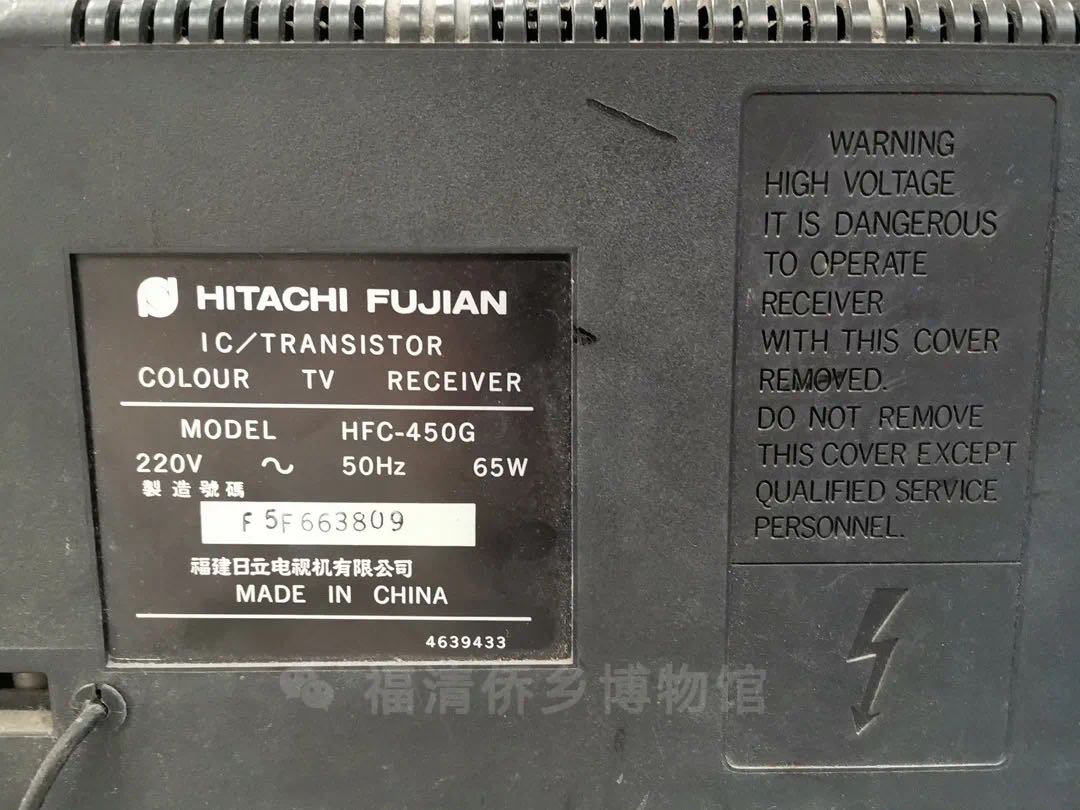 HITACHI FUJIAN
IC/TRANSISTOR
COLOUR TV RECEIVER
MODEL HFC-450G
220V ~ 50Hz 65W
製造號碼
F5F663809
福建日立电视机有限公司
MADE IN CHINA
4639433
WARNING
HIGH VOLTAGE
IT IS DANGEROUS
TO OPERATE
RECEIVER
WITH THIS COVER
REMOVED.
DO NOT REMOVE
THIS COVER EXCEPT
QUALIFIED SERVICE
PERSONNEL.
福清侨乡博物馆